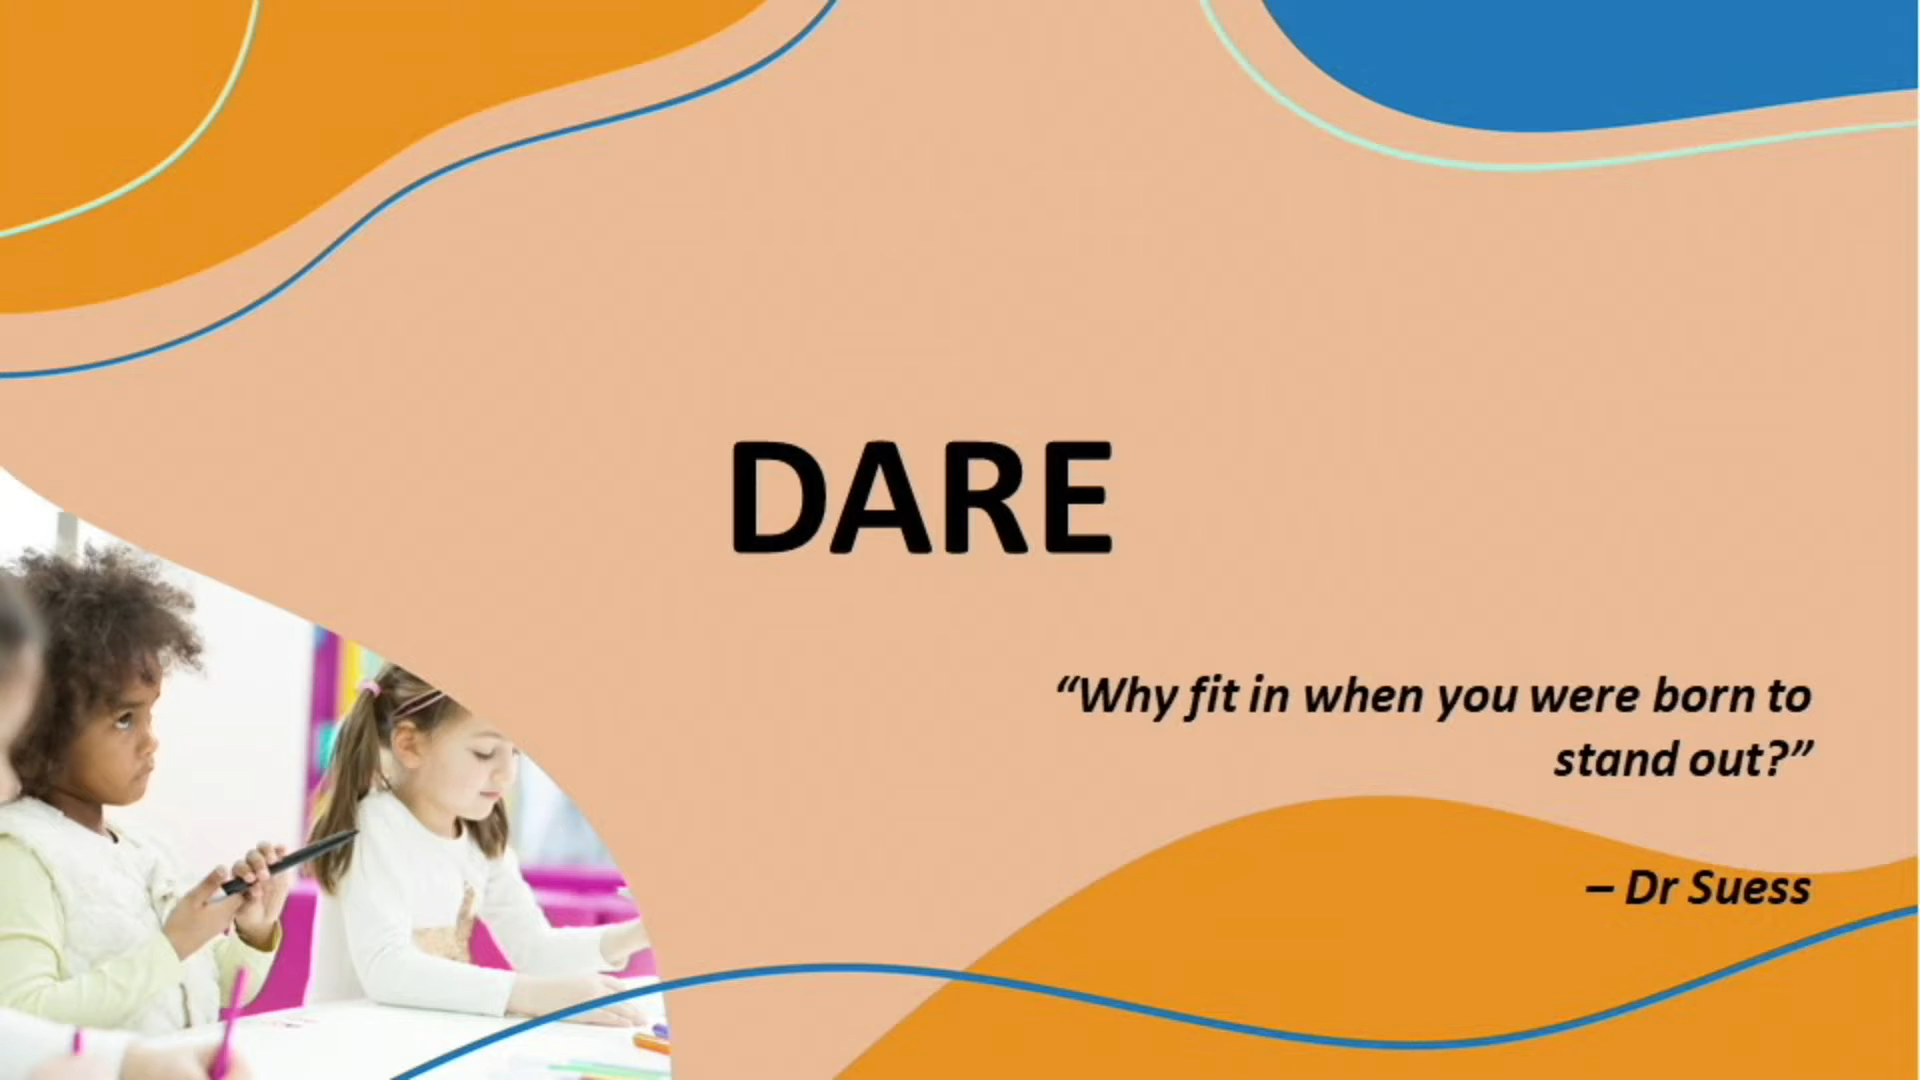 DARE
“Why fit in when you were born to
stand out?”
– Dr Suess